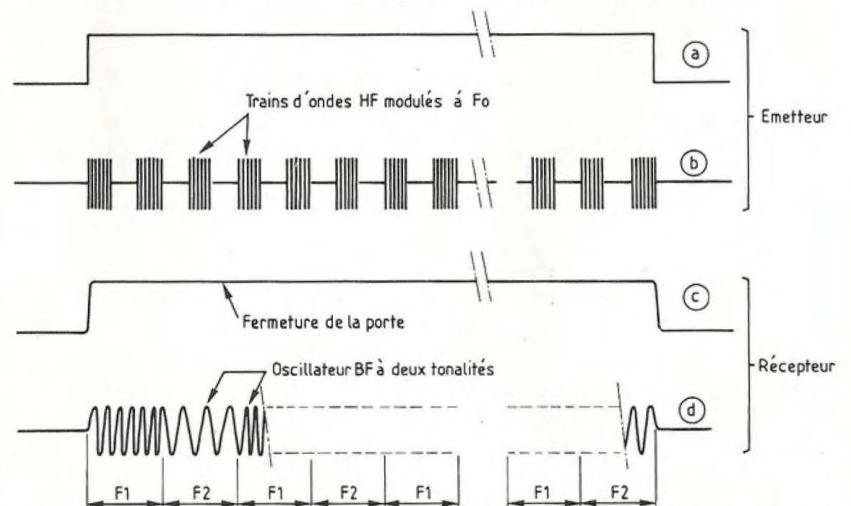 a
Trains d'ondes HF modulés á Fo
Emetteur
b
c
Fermeture de la porte
Oscillateur BF à deux tonalités
Récepteur
d
F1 F2 F1 F2 F1 F1 F2